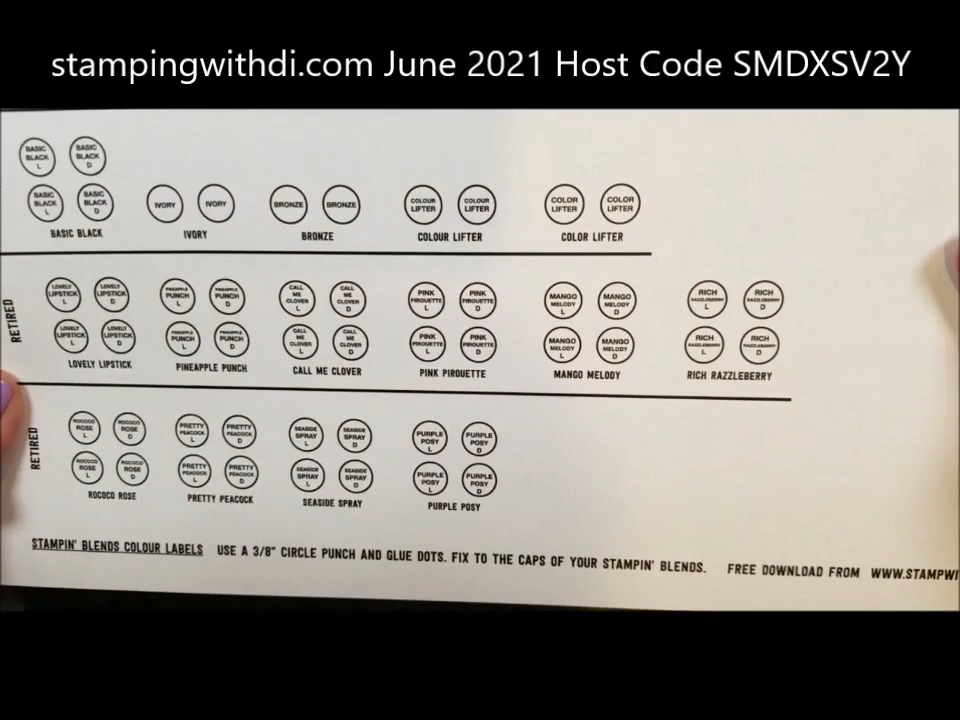 stampingwithdi.com June 2021 Host Code SMDXSV2Y
BASIC BLACK L BASIC BLACK D
BASIC BLACK L BASIC BLACK D IVORY IVORY BRONZE BRONZE COLOUR LIFTER COLOUR LIFTER COLOR LIFTER COLOR LIFTER
BASIC BLACK IVORY BRONZE COLOUR LIFTER COLOR LIFTER
RETIRED
LOVELY LIPSTICK L LOVELY LIPSTICK D PINEAPPLE PUNCH L PINEAPPLE PUNCH D CALL ME CLOVER L CALL ME CLOVER D PINK PIROUETTE L PINK PIROUETTE D MANGO MELODY L MANGO MELODY D RICH RAZZLEBERRY L RICH RAZZLEBERRY D
LOVELY LIPSTICK L LOVELY LIPSTICK D PINEAPPLE PUNCH L PINEAPPLE PUNCH D CALL ME CLOVER L CALL ME CLOVER D PINK PIROUETTE L PINK PIROUETTE D MANGO MELODY L MANGO MELODY D RICH RAZZLEBERRY L RICH RAZZLEBERRY D
LOVELY LIPSTICK PINEAPPLE PUNCH CALL ME CLOVER PINK PIROUETTE MANGO MELODY RICH RAZZLEBERRY
RETIRED
ROCOCO ROSE L ROCOCO ROSE D PRETTY PEACOCK L PRETTY PEACOCK D SEASIDE SPRAY L SEASIDE SPRAY D PURPLE POSY L PURPLE POSY D
ROCOCO ROSE L ROCOCO ROSE D PRETTY PEACOCK L PRETTY PEACOCK D SEASIDE SPRAY L SEASIDE SPRAY D PURPLE POSY L PURPLE POSY D
ROCOCO ROSE PRETTY PEACOCK SEASIDE SPRAY PURPLE POSY
STAMPIN' BLENDS COLOUR LABELS USE A 3/8" CIRCLE PUNCH AND GLUE DOTS. FIX TO THE CAPS OF YOUR STAMPIN' BLENDS. FREE DOWNLOAD FROM WWW.STAMPWI